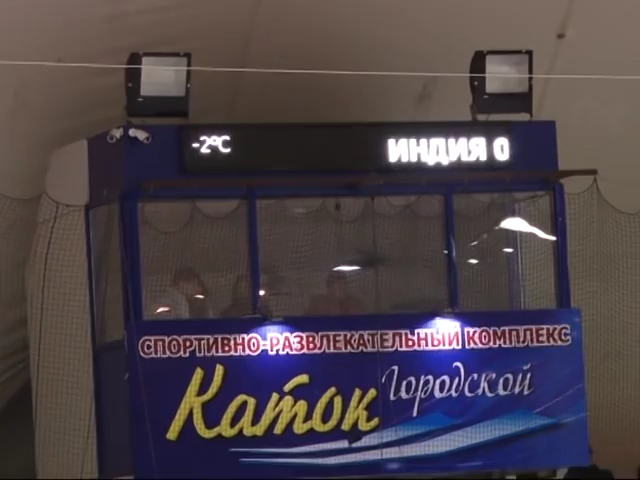 -2°C ИНДИЯ 0
СПОРТИВНО-РАЗВЛЕКАТЕЛЬНЫЙ КОМПЛЕКС
Каток Городской